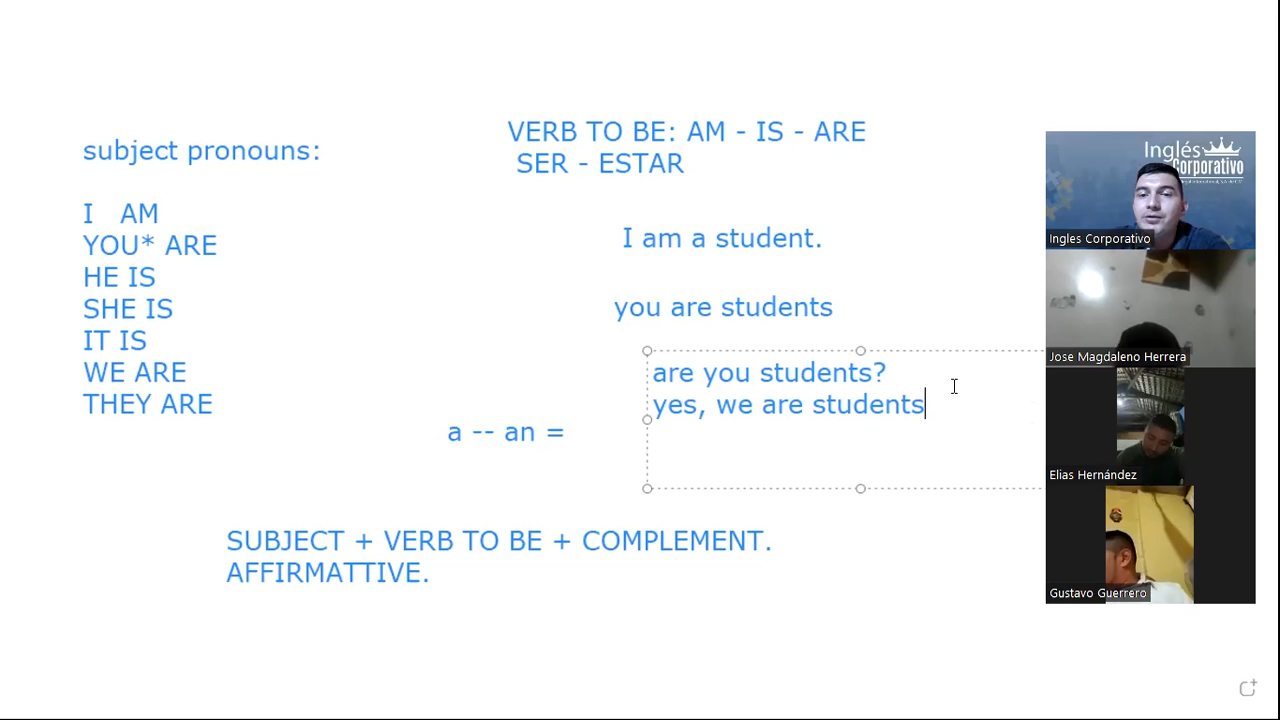 subject pronouns:
I AM
YOU* ARE
HE IS
SHE IS
IT IS
WE ARE
THEY ARE
VERB TO BE: AM - IS - ARE
SER - ESTAR
I am a student.
you are students
are you students?
yes, we are students
a -- an =
SUBJECT + VERB TO BE + COMPLEMENT.
AFFIRMATTIVE.
Inglés
Corporativo
Ingles Corporativo
Jose Magdaleno Herrera
Elias Hernández
Gustavo Guerrero